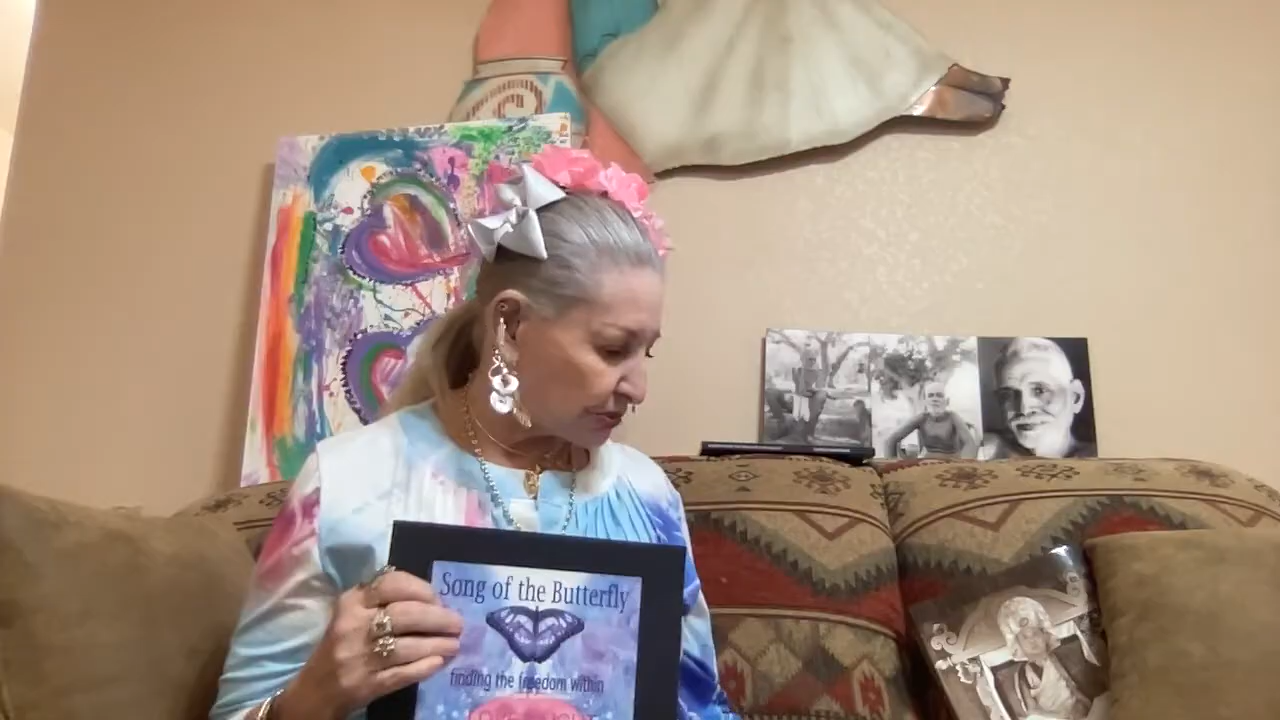 Song of the Butterfly
finding the freedom within